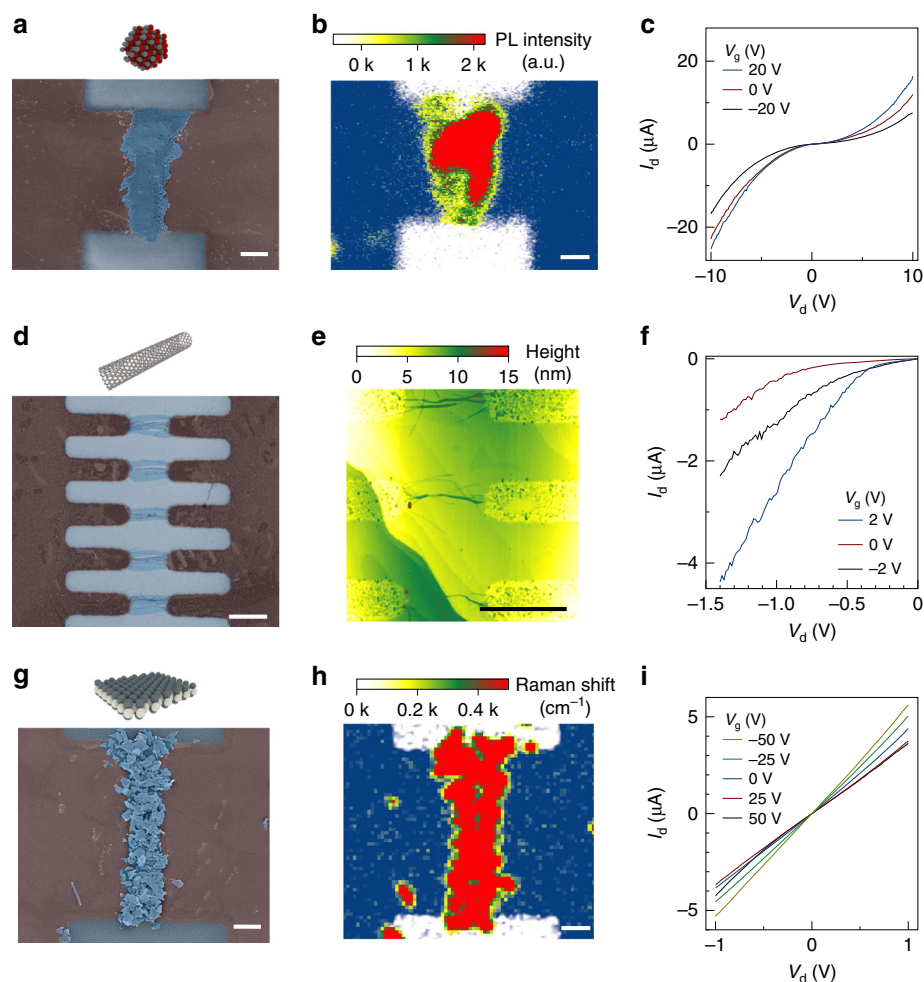 a
b
PL intensity
(a.u.)
0 k 1 k 2 k
c
V_g (V)
20 V
0 V
–20 V
20
0
–20
I_d (μA)
–10 0 10
V_d (V)
d
e
Height
(nm)
0 5 10 15
f
0
–2
–4
I_d (μA)
V_g (V)
2 V
0 V
–2 V
–1.5 –1.0 –0.5 0
V_d (V)
g
h
Raman shift
(cm⁻¹)
0 k 0.2 k 0.4 k
i
V_g (V)
–50 V
–25 V
0 V
25 V
50 V
5
0
–5
I_d (μA)
–1 0 1
V_d (V)